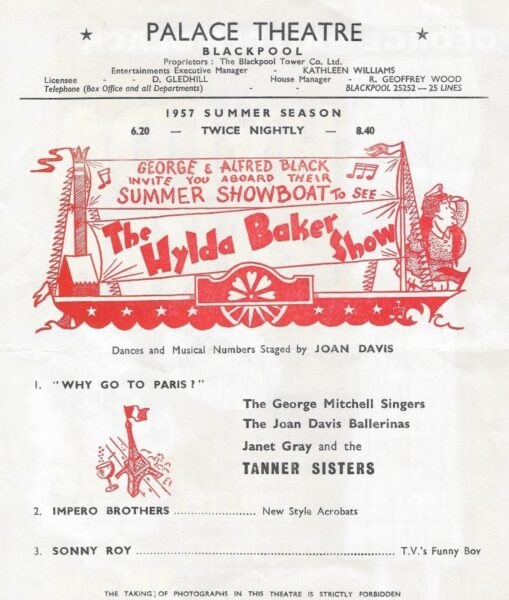 ★ PALACE THEATRE ★
BLACKPOOL
Proprietors : The Blackpool Tower Co. Ltd.
Entertainments Executive Manager - KATHLEEN WILLIAMS
Licensee - D. GLEDHILL House Manager - R. GEOFFREY WOOD
Telephone (Box Office and all Departments) - BLACKPOOL 25252 — 25 LINES
1957 SUMMER SEASON
6.20 — TWICE NIGHTLY — 8.40
GEORGE & ALFRED BLACK
INVITE YOU ABOARD THEIR
SUMMER SHOWBOAT TO SEE
The Hylda Baker Show
Dances and Musical Numbers Staged by JOAN DAVIS
1. "WHY GO TO PARIS?"
The George Mitchell Singers
The Joan Davis Ballerinas
Janet Gray and the
TANNER SISTERS
2. IMPERO BROTHERS ........................ New Style Acrobats
3. SONNY ROY ........................................................................ T.V.'s Funny Boy
THE TAKING OF PHOTOGRAPHS IN THIS THEATRE IS STRICTLY FORBIDDEN